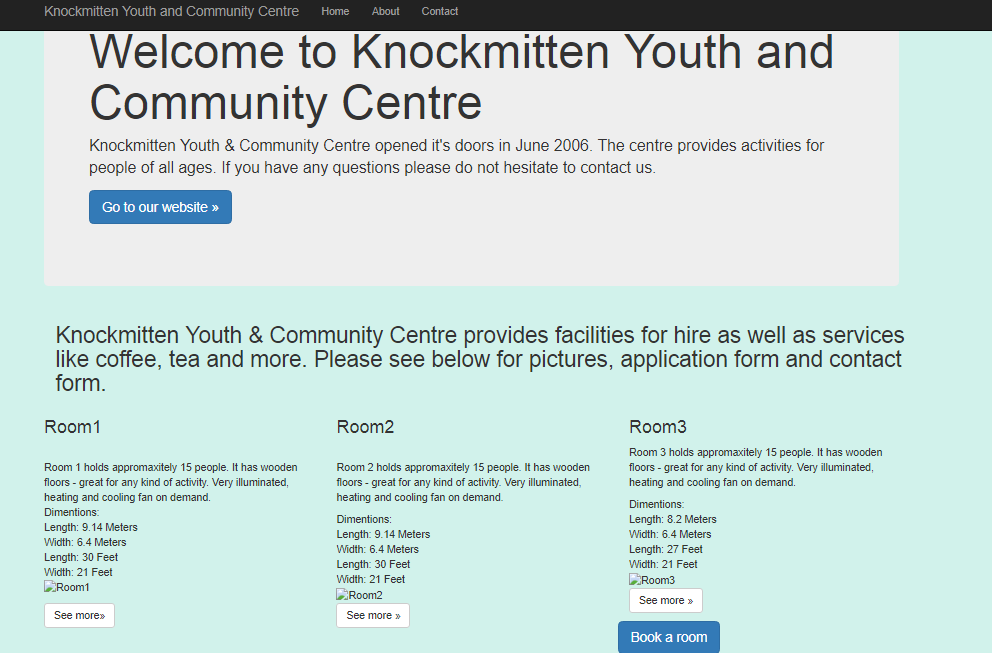 Knockmitten Youth and Community Centre Home About Contact
Welcome to Knockmitten Youth and
Community Centre
Knockmitten Youth & Community Centre opened it's doors in June 2006. The centre provides activities for
people of all ages. If you have any questions please do not hesitate to contact us.
Go to our website »
Knockmitten Youth & Community Centre provides facilities for hire as well as services
like coffee, tea and more. Please see below for pictures, application form and contact
form.
Room1
Room 1 holds appromaxitely 15 people. It has wooden
floors - great for any kind of activity. Very illuminated,
heating and cooling fan on demand.
Dimentions:
Length: 9.14 Meters
Width: 6.4 Meters
Length: 30 Feet
Width: 21 Feet
Room1
See more»
Room2
Room 2 holds appromaxitely 15 people. It has wooden
floors - great for any kind of activity. Very illuminated,
heating and cooling fan on demand.
Dimentions:
Length: 9.14 Meters
Width: 6.4 Meters
Length: 30 Feet
Width: 21 Feet
Room2
See more »
Room3
Room 3 holds appromaxitely 15 people. It has wooden
floors - great for any kind of activity. Very illuminated,
heating and cooling fan on demand.
Dimentions:
Length: 8.2 Meters
Width: 6.4 Meters
Length: 27 Feet
Width: 21 Feet
Room3
See more »
Book a room